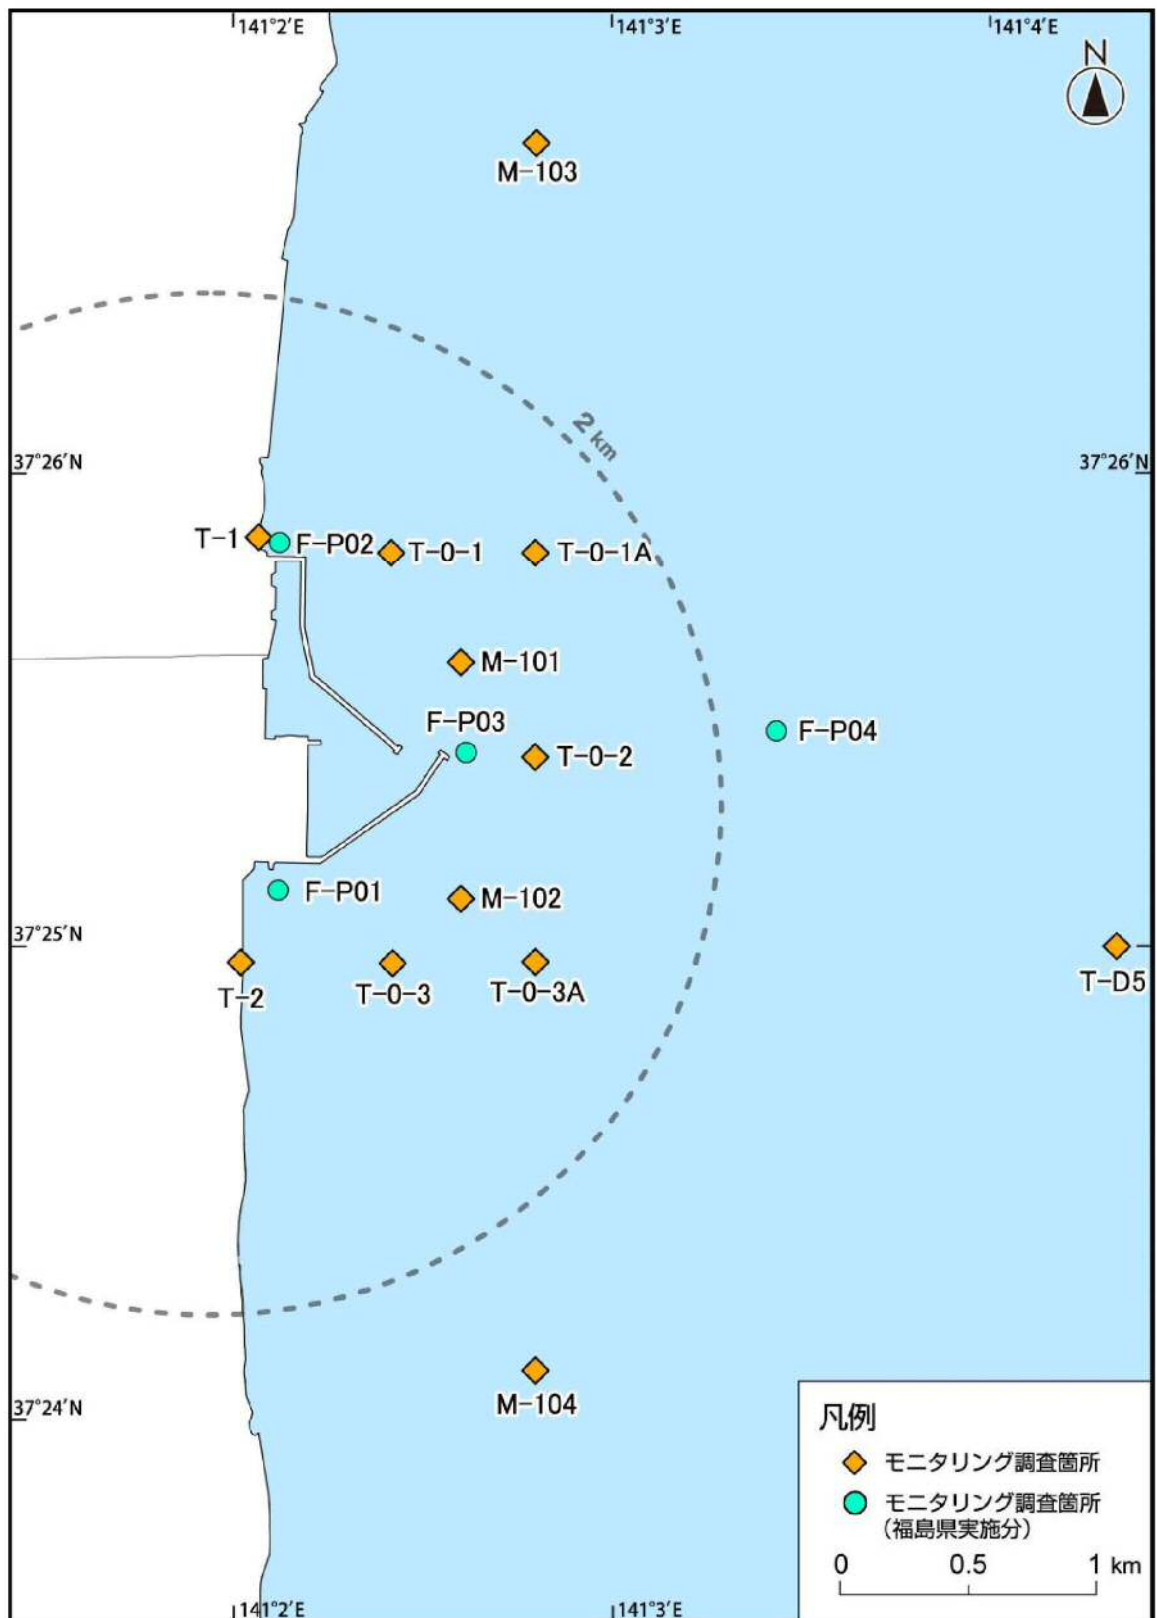 141°2′E
141°3′E
141°4′E
N
M-103
2 km
37°26′N
37°26′N
T-1
F-P02
T-0-1
T-0-1A
M-101
F-P03
F-P04
T-0-2
F-P01
M-102
37°25′N
T-2
T-0-3
T-0-3A
T-D5
M-104
37°24′N
凡例
モニタリング調査箇所
モニタリング調査箇所
(福島県実施分)
0 0.5 1 km
141°2′E
141°3′E